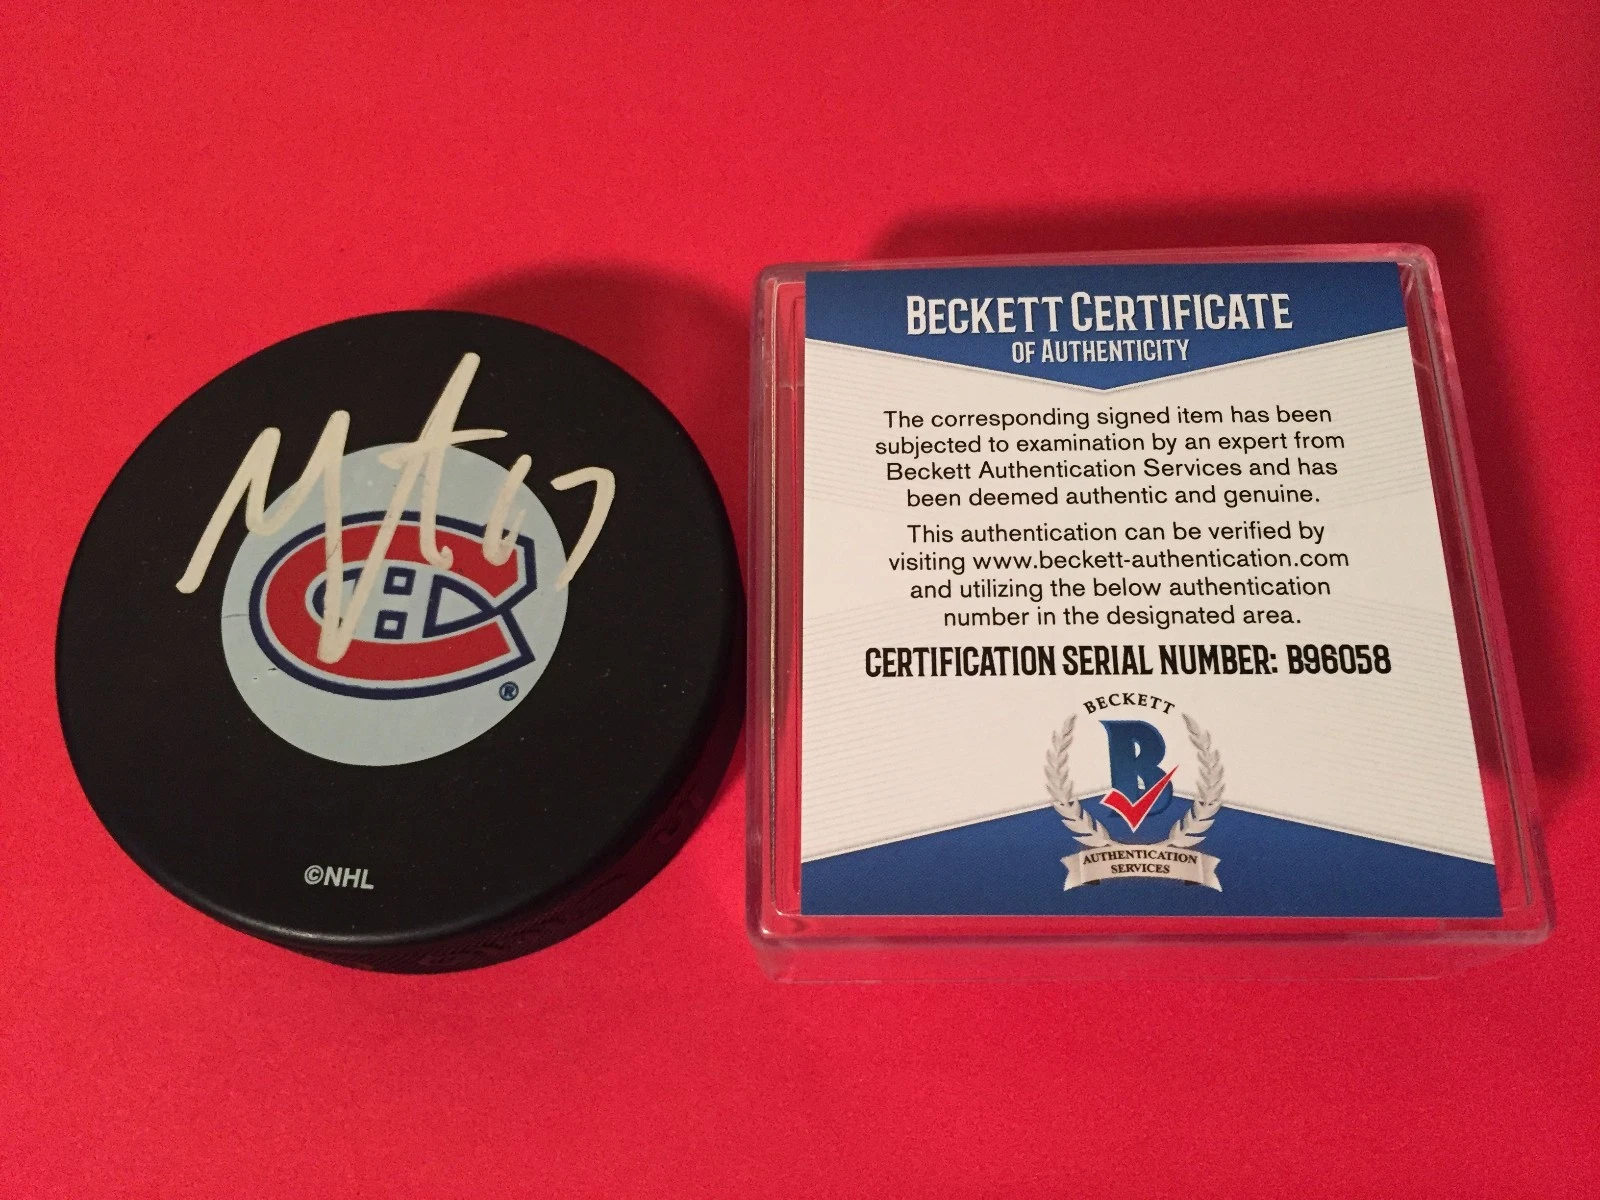 67
©NHL
®
BECKETT CERTIFICATE
OF AUTHENTICITY
The corresponding signed item has been
subjected to examination by an expert from
Beckett Authentication Services and has
been deemed authentic and genuine.
This authentication can be verified by
visiting www.beckett-authentication.com
and utilizing the below authentication
number in the designated area.
CERTIFICATION SERIAL NUMBER: B96058
BECKETT
B
AUTHENTICATION
SERVICES